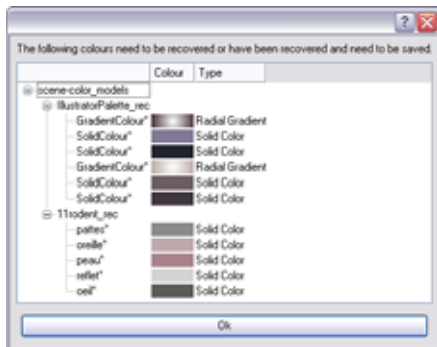 The following colours need to be recovered or have been recovered and need to be saved.
Colour Type
scene-color_models
IllustratorPalette_rec
GradientColour* Radial Gradient
SolidColour* Solid Color
SolidColour* Solid Color
GradientColour* Radial Gradient
SolidColour* Solid Color
SolidColour* Solid Color
11rodent_rec
pattes* Solid Color
oreille* Solid Color
peau* Solid Color
reflet* Solid Color
oeil* Solid Color
Ok